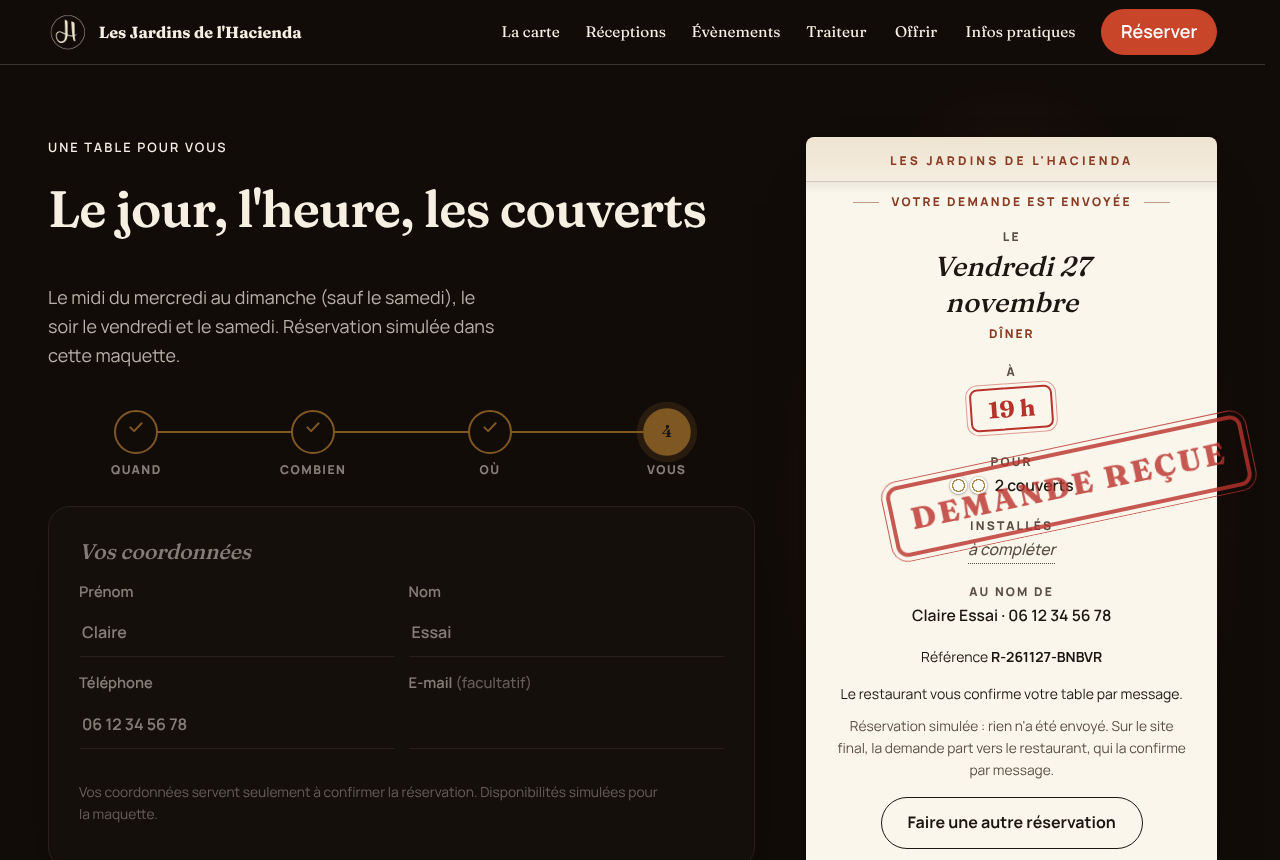 Les Jardins de l'Hacienda
La carte
Réceptions
Évènements
Traiteur
Offrir
Infos pratiques
Réserver
UNE TABLE POUR VOUS
Le jour, l'heure, les couverts
Le midi du mercredi au dimanche (sauf le samedi), le
soir le vendredi et le samedi. Réservation simulée dans
cette maquette.
4
QUAND
COMBIEN
OÙ
VOUS
Vos coordonnées
Prénom
Nom
Claire
Essai
Téléphone
E-mail (facultatif)
06 12 34 56 78
Vos coordonnées servent seulement à confirmer la réservation. Disponibilités simulées pour
la maquette.
LES JARDINS DE L'HACIENDA
VOTRE DEMANDE EST ENVOYÉE
LE
Vendredi 27
novembre
DÎNER
À
19 h
POUR
2 couverts
DEMANDE REÇUE
INSTALLÉS
à compléter
AU NOM DE
Claire Essai · 06 12 34 56 78
Référence R-261127-BNBVR
Le restaurant vous confirme votre table par message.
Réservation simulée : rien n'a été envoyé. Sur le site
final, la demande part vers le restaurant, qui la confirme
par message.
Faire une autre réservation